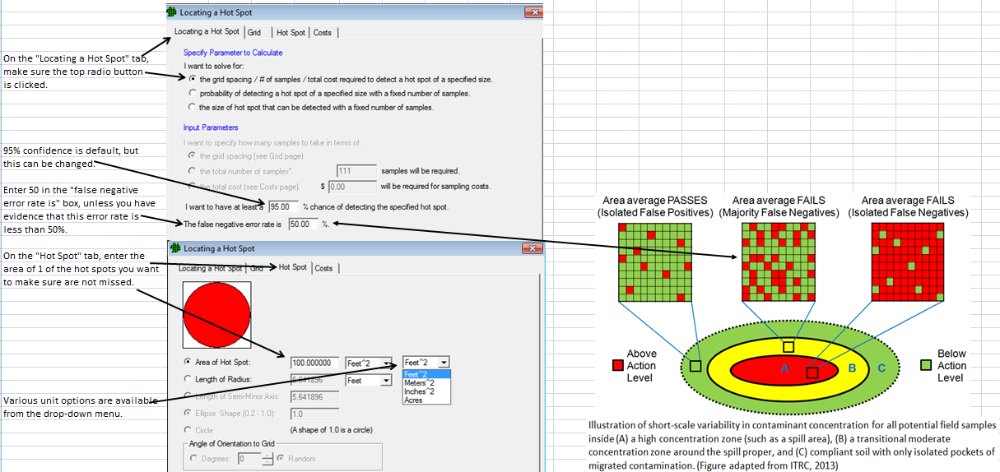 Locating a Hot Spot
Locating a Hot Spot Grid Hot Spot Costs
On the "Locating a Hot Spot" tab,
make sure the top radio button
is clicked.
Specify Parameter to Calculate
I want to solve for:
the grid spacing / # of samples / total cost required to detect a hot spot of a specified size.
probability of detecting a hot spot of a specified size with a fixed number of samples.
the size of hot spot that can be detected with a fixed number of samples.
Input Parameters
I want to specify how many samples to take in terms of:
the grid spacing (see Grid page)
the total number of samples*.
111 samples will be required.
the total cost (see Costs page).
$ 0.00 will be required for sampling costs.
95% confidence is default, but
this can be changed.
I want to have at least a 95.00 % chance of detecting the specified hot spot.
Enter 50 in the "false negative
error rate is" box, unless you have
evidence that this error rate is
less than 50%.
The false negative error rate is 50.00 %.
Locating a Hot Spot
Locating a Hot Spot Grid Hot Spot Costs
On the "Hot Spot" tab, enter the
area of 1 of the hot spots you want
to make sure are not missed.
Area of Hot Spot: 100.000000 Feet^2
Length of Radius: 5.641896 Feet
Length of Semi-Minor Axis: 5.641896
Ellipse Shape (0.2 - 1.0): 1.0
Circle (A shape of 1.0 is a circle)
Angle of Orientation to Grid
Degrees: 0 Random
Feet^2
Feet^2
Meters^2
Inches^2
Acres
Various unit options are available
from the drop-down menu.
Area average PASSES
(Isolated False Positives)
Area average FAILS
(Majority False Negatives)
Area average FAILS
(Isolated False Negatives)
Above
Action
Level
A
B
C
Below
Action
Level
Illustration of short-scale variability in contaminant concentration for all potential field samples
inside (A) a high concentration zone (such as a spill area), (B) a transitional moderate
concentration zone around the spill proper, and (C) compliant soil with only isolated pockets of
migrated contamination. (Figure adapted from ITRC, 2013)